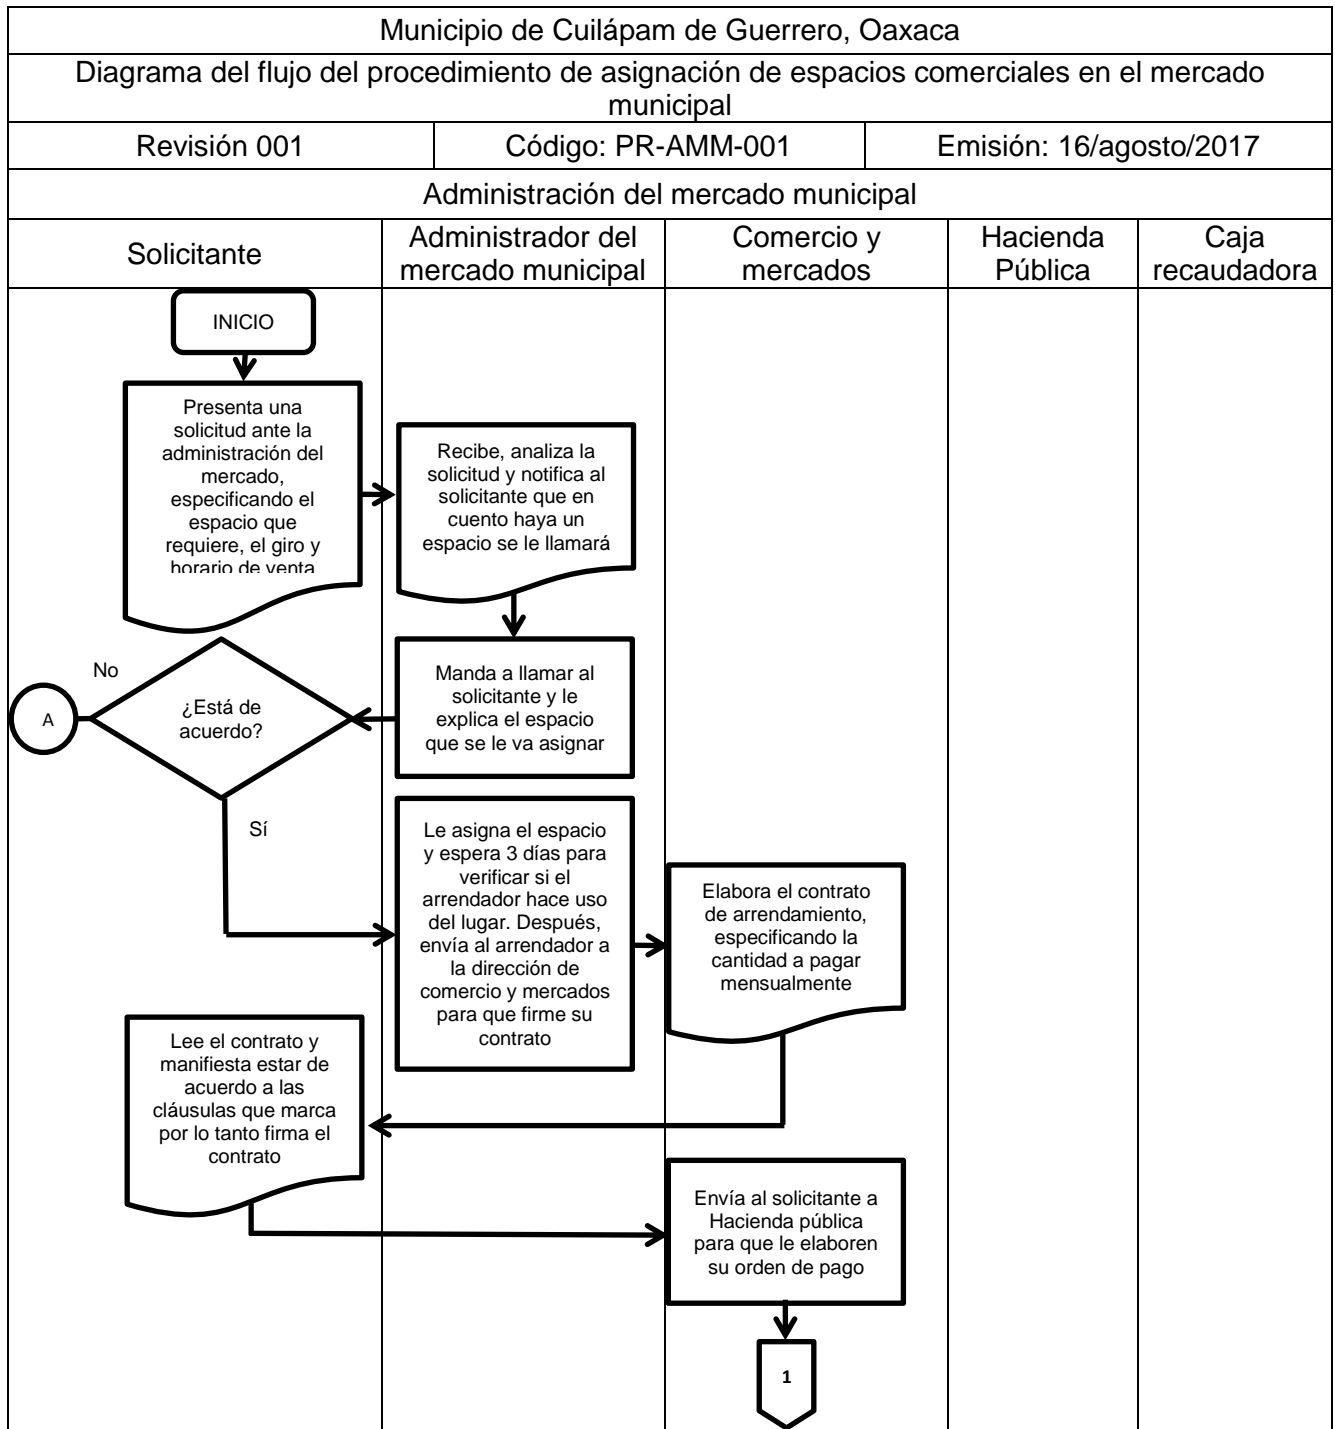 Municipio de Cuilápam de Guerrero, Oaxaca
Diagrama del flujo del procedimiento de asignación de espacios comerciales en el mercado
municipal
Revisión 001
Código: PR-AMM-001
Emisión: 16/agosto/2017
Administración del mercado municipal
Solicitante
Administrador del
mercado municipal
Comercio y
mercados
Hacienda
Pública
Caja
recaudadora
INICIO
Presenta una
solicitud ante la
administración del
mercado,
especificando el
espacio que
requiere, el giro y
horario de venta
Recibe, analiza la
solicitud y notifica al
solicitante que en
cuento haya un
espacio se le llamará
Manda a llamar al
solicitante y le
explica el espacio
que se le va asignar
No
A
¿Está de
acuerdo?
Sí
Le asigna el espacio
y espera 3 días para
verificar si el
arrendador hace uso
del lugar. Después,
envía al arrendador a
la dirección de
comercio y mercados
para que firme su
contrato
Elabora el contrato
de arrendamiento,
especificando la
cantidad a pagar
mensualmente
Lee el contrato y
manifiesta estar de
acuerdo a las
cláusulas que marca
por lo tanto firma el
contrato
Envía al solicitante a
Hacienda pública
para que le elaboren
su orden de pago
1